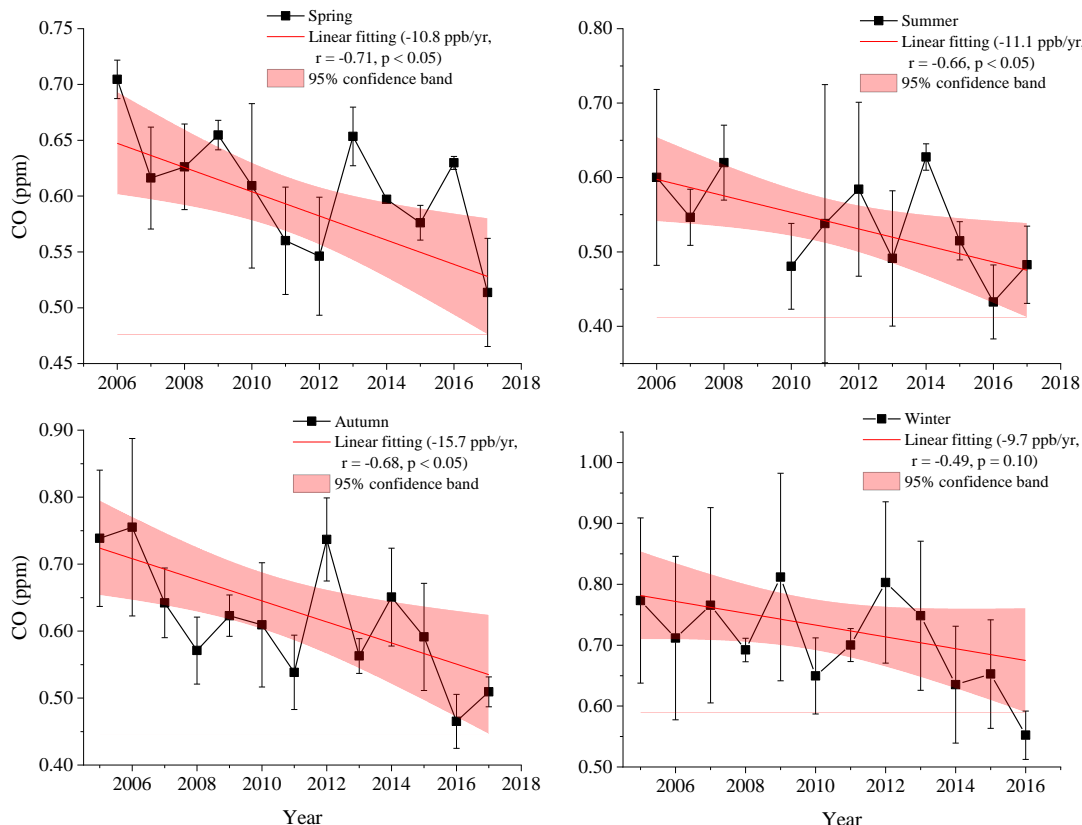 Spring
Linear fitting (-10.8 ppb/yr,
r = -0.71, p < 0.05)
95% confidence band
0.75
0.70
0.65
0.60
0.55
0.50
0.45
CO (ppm)
2006 2008 2010 2012 2014 2016 2018
Summer
Linear fitting (-11.1 ppb/yr,
r = -0.66, p < 0.05)
95% confidence band
0.80
0.70
0.60
0.50
0.40
2006 2008 2010 2012 2014 2016 2018
Autumn
Linear fitting (-15.7 ppb/yr,
r = -0.68, p < 0.05)
95% confidence band
0.90
0.80
0.70
0.60
0.50
0.40
CO (ppm)
2006 2008 2010 2012 2014 2016 2018
Year
Winter
Linear fitting (-9.7 ppb/yr,
r = -0.49, p = 0.10)
95% confidence band
1.00
0.90
0.80
0.70
0.60
0.50
2006 2008 2010 2012 2014 2016
Year